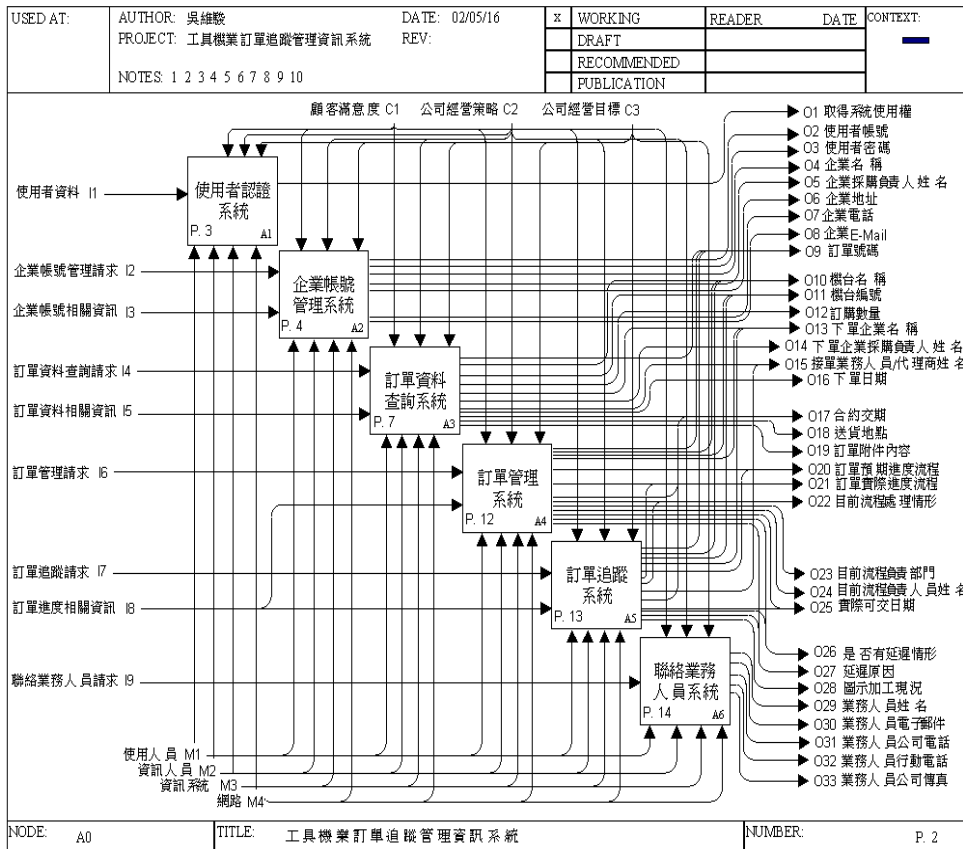 USED AT:
AUTHOR: 吳維駿
DATE: 02/05/16
PROJECT: 工具機業訂單追蹤管理資訊系統
REV:
NOTES: 1 2 3 4 5 6 7 8 9 10
X WORKING
DRAFT
RECOMMENDED
PUBLICATION
READER DATE
CONTEXT:
顧客滿意度 C1
公司經營策略 C2
公司經營目標 C3
使用者資料 I1
企業帳號管理請求 I2
企業帳號相關資訊 I3
訂單資料查詢請求 I4
訂單資料相關資訊 I5
訂單管理請求 I6
訂單追蹤請求 I7
訂單進度相關資訊 I8
聯絡業務人員請求 I9
使用者認證
系統
P. 3 A1
企業帳號
管理系統
P. 4 A2
訂單資料
查詢系統
P. 7 A3
訂單管理
系統
P. 12 A4
訂單追蹤
系統
P. 13 A5
聯絡業務
人員系統
P. 14 A6
使用人員 M1
資訊人員 M2
資訊系統 M3
網路 M4
O1 取得系統使用權
O2 使用者帳號
O3 使用者密碼
O4 企業名稱
O5 企業採購負責人姓名
O6 企業地址
O7 企業電話
O8 企業E-Mail
O9 訂單號碼
O10 機台名稱
O11 機台編號
O12 訂購數量
O13 下單企業名稱
O14 下單企業採購負責人姓名
O15 接單業務人員/代理商姓名
O16 下單日期
O17 合約交期
O18 送貨地點
O19 訂單附件內容
O20 訂單預期進度流程
O21 訂單實際進度流程
O22 目前流程處理情形
O23 目前流程負責部門
O24 目前流程負責人員姓名
O25 實際可交日期
O26 是否有延遲情形
O27 延遲原因
O28 圖示加工現況
O29 業務人員姓名
O30 業務人員電子郵件
O31 業務人員公司電話
O32 業務人員行動電話
O33 業務人員公司傳真
NODE: A0
TITLE: 工具機業訂單追蹤管理資訊系統
NUMBER: P. 2